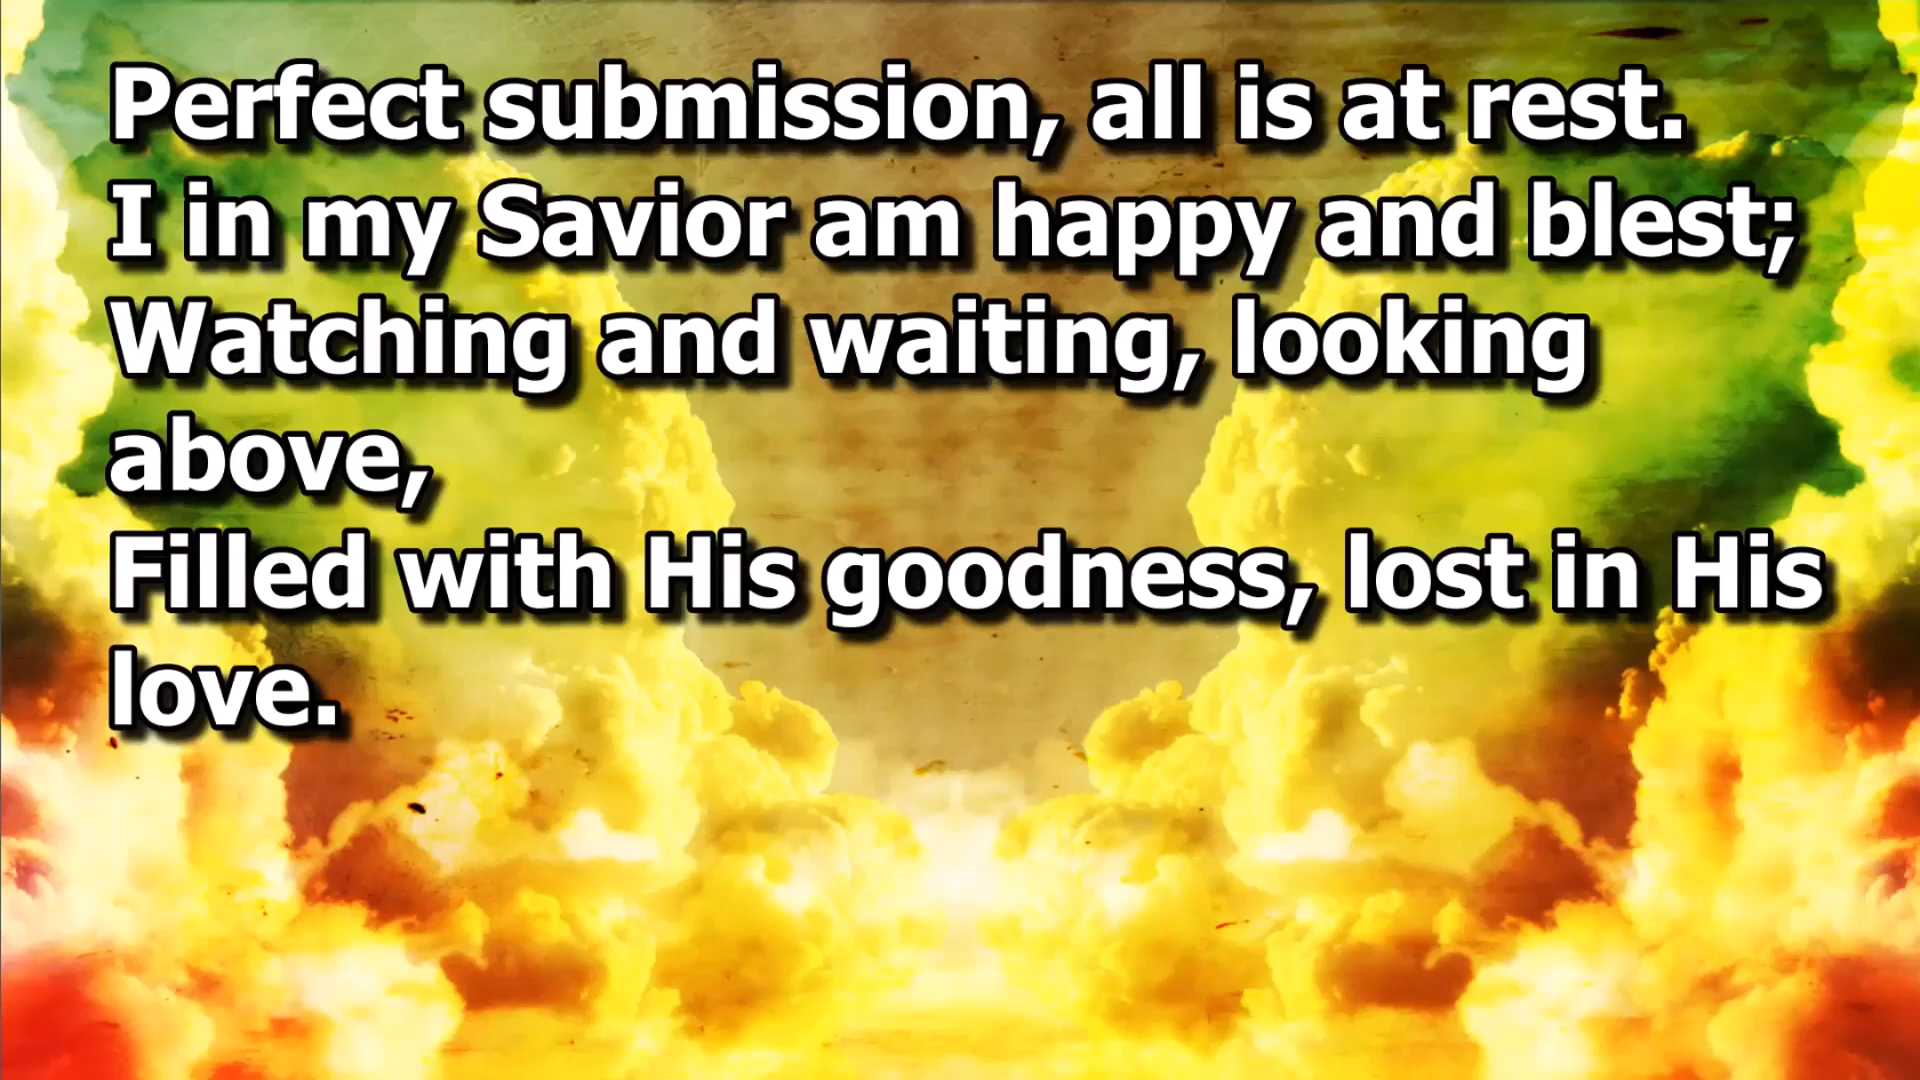 Perfect submission, all is at rest.
I in my Savior am happy and blest;
Watching and waiting, looking
above,
Filled with His goodness, lost in His
love.